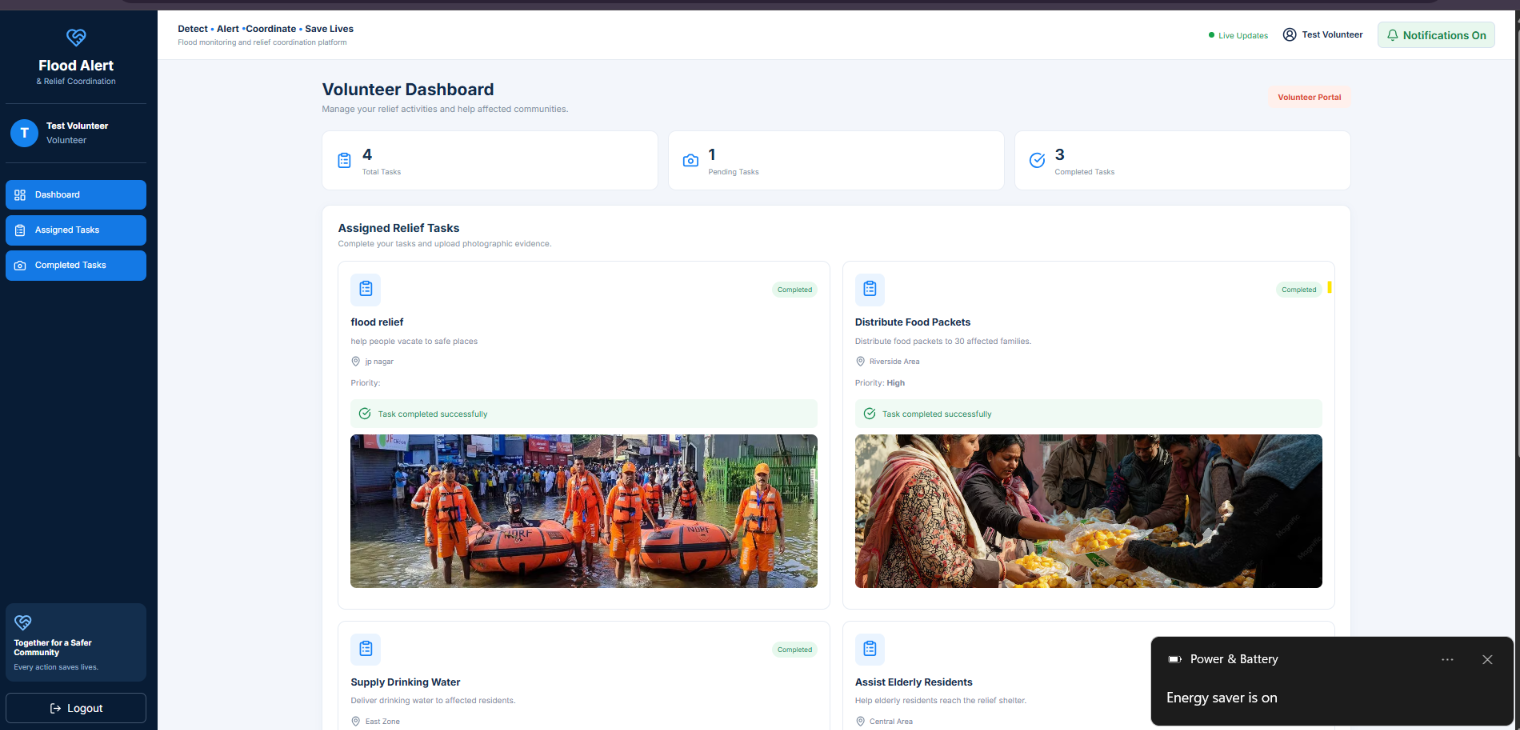 Flood Alert
& Relief Coordination
T
Test Volunteer
Volunteer
Dashboard
Assigned Tasks
Completed Tasks
Together for a Safer
Community
Every action saves lives.
Logout
Detect • Alert •Coordinate • Save Lives
Flood monitoring and relief coordination platform
Live Updates
Test Volunteer
Notifications On
Volunteer Dashboard
Manage your relief activities and help affected communities.
Volunteer Portal
4
Total Tasks
1
Pending Tasks
3
Completed Tasks
Assigned Relief Tasks
Complete your tasks and upload photographic evidence.
Completed
flood relief
help people vacate to safe places
jp nagar
Priority:
Task completed successfully
NDRF
NDRF
Completed
Distribute Food Packets
Distribute food packets to 30 affected families.
Riverside Area
Priority: High
Task completed successfully
Completed
Supply Drinking Water
Deliver drinking water to affected residents.
East Zone
Assist Elderly Residents
Help elderly residents reach the relief shelter.
Central Area
Power & Battery
Energy saver is on